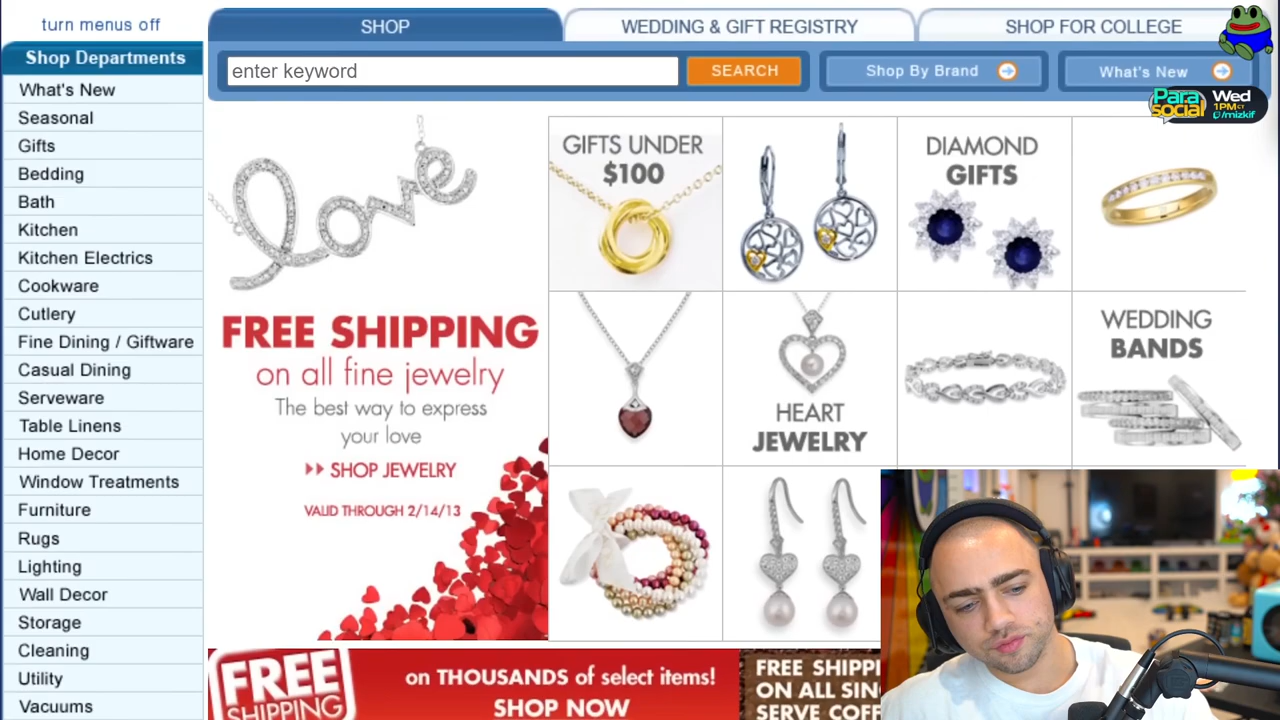 turn menus off
Shop Departments
What's New
Seasonal
Gifts
Bedding
Bath
Kitchen
Kitchen Electrics
Cookware
Cutlery
Fine Dining / Giftware
Casual Dining
Serveware
Table Linens
Home Decor
Window Treatments
Furniture
Rugs
Lighting
Wall Decor
Storage
Cleaning
Utility
Vacuums
SHOP
WEDDING & GIFT REGISTRY
SHOP FOR COLLEGE
enter keyword
SEARCH
Shop By Brand
What's New
Para
social
Wed
1PM CT
/mizkif
love
FREE SHIPPING
on all fine jewelry
The best way to express
your love
SHOP JEWELRY
VALID THROUGH 2/14/13
GIFTS UNDER
$100
DIAMOND
GIFTS
HEART
JEWELRY
WEDDING
BANDS
FREE
SHIPPING
on THOUSANDS of select items!
SHOP NOW
FREE SHIPPI
ON ALL SIN
SERVE COFF